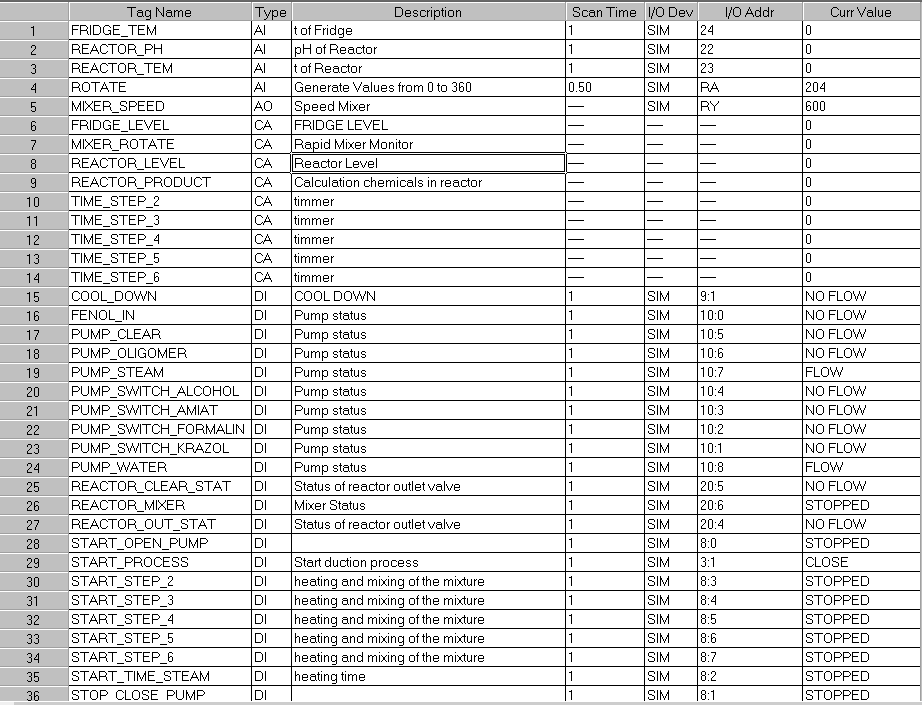 Tag Name Type Description Scan Time I/O Dev I/O Addr Curr Value
1 FRIDGE_TEM AI t of Fridge 1 SIM 24 0
2 REACTOR_PH AI pH of Reactor 1 SIM 22 0
3 REACTOR_TEM AI t of Reactor 1 SIM 23 0
4 ROTATE AI Generate Values from 0 to 360 0.50 SIM RA 204
5 MIXER_SPEED AO Speed Mixer — SIM RY 600
6 FRIDGE_LEVEL CA FRIDGE LEVEL — — — 0
7 MIXER_ROTATE CA Rapid Mixer Monitor — — — 0
8 REACTOR_LEVEL CA Reactor Level — — — 0
9 REACTOR_PRODUCT CA Calculation chemicals in reactor — — — 0
10 TIME_STEP_2 CA timmer — — — 0
11 TIME_STEP_3 CA timmer — — — 0
12 TIME_STEP_4 CA timmer — — — 0
13 TIME_STEP_5 CA timmer — — — 0
14 TIME_STEP_6 CA timmer — — — 0
15 COOL_DOWN DI COOL DOWN 1 SIM 9:1 NO FLOW
16 FENOL_IN DI Pump status 1 SIM 10:0 NO FLOW
17 PUMP_CLEAR DI Pump status 1 SIM 10:5 NO FLOW
18 PUMP_OLIGOMER DI Pump status 1 SIM 10:6 NO FLOW
19 PUMP_STEAM DI Pump status 1 SIM 10:7 FLOW
20 PUMP_SWITCH_ALCOHOL DI Pump status 1 SIM 10:4 NO FLOW
21 PUMP_SWITCH_AMIAT DI Pump status 1 SIM 10:3 NO FLOW
22 PUMP_SWITCH_FORMALIN DI Pump status 1 SIM 10:2 NO FLOW
23 PUMP_SWITCH_KRAZOL DI Pump status 1 SIM 10:1 NO FLOW
24 PUMP_WATER DI Pump status 1 SIM 10:8 FLOW
25 REACTOR_CLEAR_STAT DI Status of reactor outlet valve 1 SIM 20:5 NO FLOW
26 REACTOR_MIXER DI Mixer Status 1 SIM 20:6 STOPPED
27 REACTOR_OUT_STAT DI Status of reactor outlet valve 1 SIM 20:4 NO FLOW
28 START_OPEN_PUMP DI 1 SIM 8:0 STOPPED
29 START_PROCESS DI Start duction process 1 SIM 3:1 CLOSE
30 START_STEP_2 DI heating and mixing of the mixture 1 SIM 8:3 STOPPED
31 START_STEP_3 DI heating and mixing of the mixture 1 SIM 8:4 STOPPED
32 START_STEP_4 DI heating and mixing of the mixture 1 SIM 8:5 STOPPED
33 START_STEP_5 DI heating and mixing of the mixture 1 SIM 8:6 STOPPED
34 START_STEP_6 DI heating and mixing of the mixture 1 SIM 8:7 STOPPED
35 START_TIME_STEAM DI heating time 1 SIM 8:2 STOPPED
36 STOP_CLOSE_PUMP DI 1 SIM 8:1 STOPPED